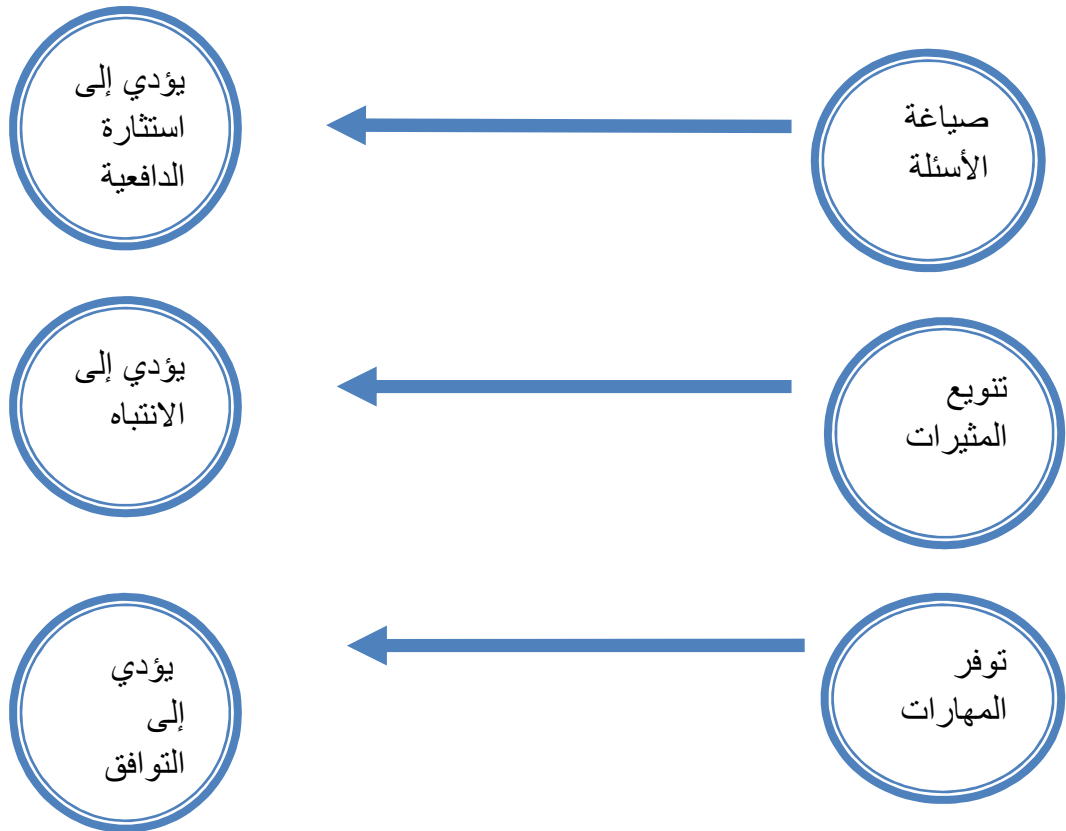 صياغة
الأسئلة
يؤدي إلى
استثارة
الدافعية
تنويع
المثيرات
يؤدي إلى
الانتباه
توفر
المهارات
يؤدي
إلى
التوافق